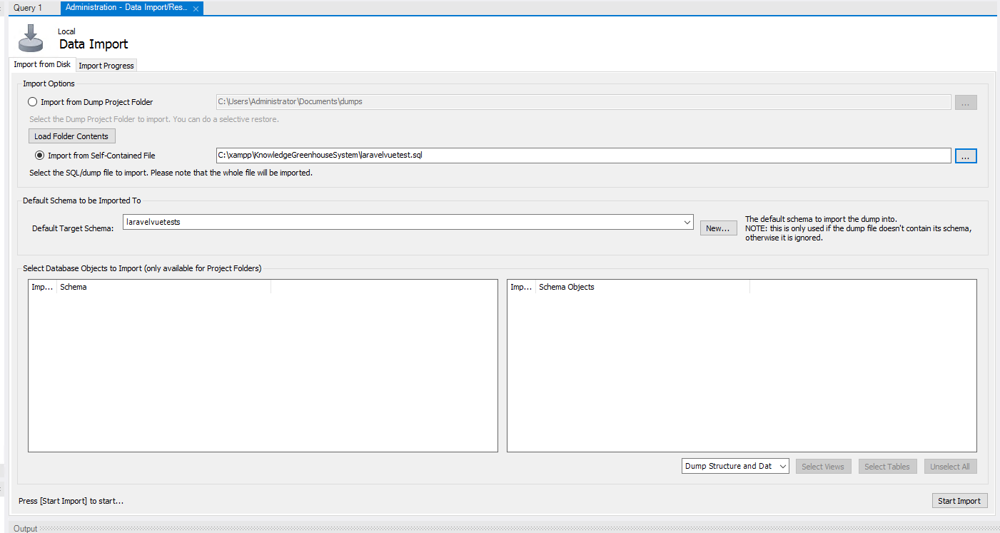 Query 1
Administration - Data Import/Res...
Local
Data Import
Import from Disk
Import Progress
Import Options
Import from Dump Project Folder
C:\Users\Administrator\Documents\dumps
...
Select the Dump Project Folder to import. You can do a selective restore.
Load Folder Contents
Import from Self-Contained File
C:\xampp\KnowledgeGreenhouseSystem\laravelvuetest.sql
...
Select the SQL/dump file to import. Please note that the whole file will be imported.
Default Schema to be Imported To
Default Target Schema:
laravelvuetests
New...
The default schema to import the dump into.
NOTE: this is only used if the dump file doesn't contain its schema,
otherwise it is ignored.
Select Database Objects to Import (only available for Project Folders)
Imp... Schema
Imp... Schema Objects
Dump Structure and Dat
Select Views
Select Tables
Unselect All
Press [Start Import] to start...
Start Import
Output